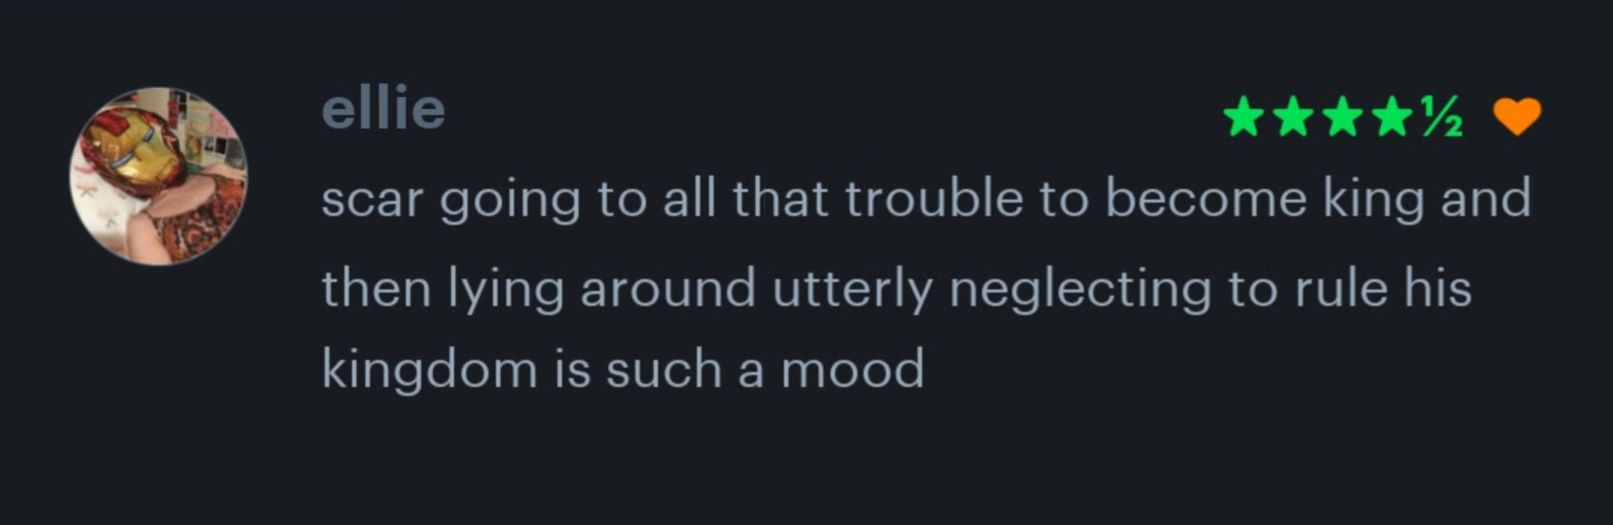 ellie
★★★★½
scar going to all that trouble to become king and
then lying around utterly neglecting to rule his
kingdom is such a mood